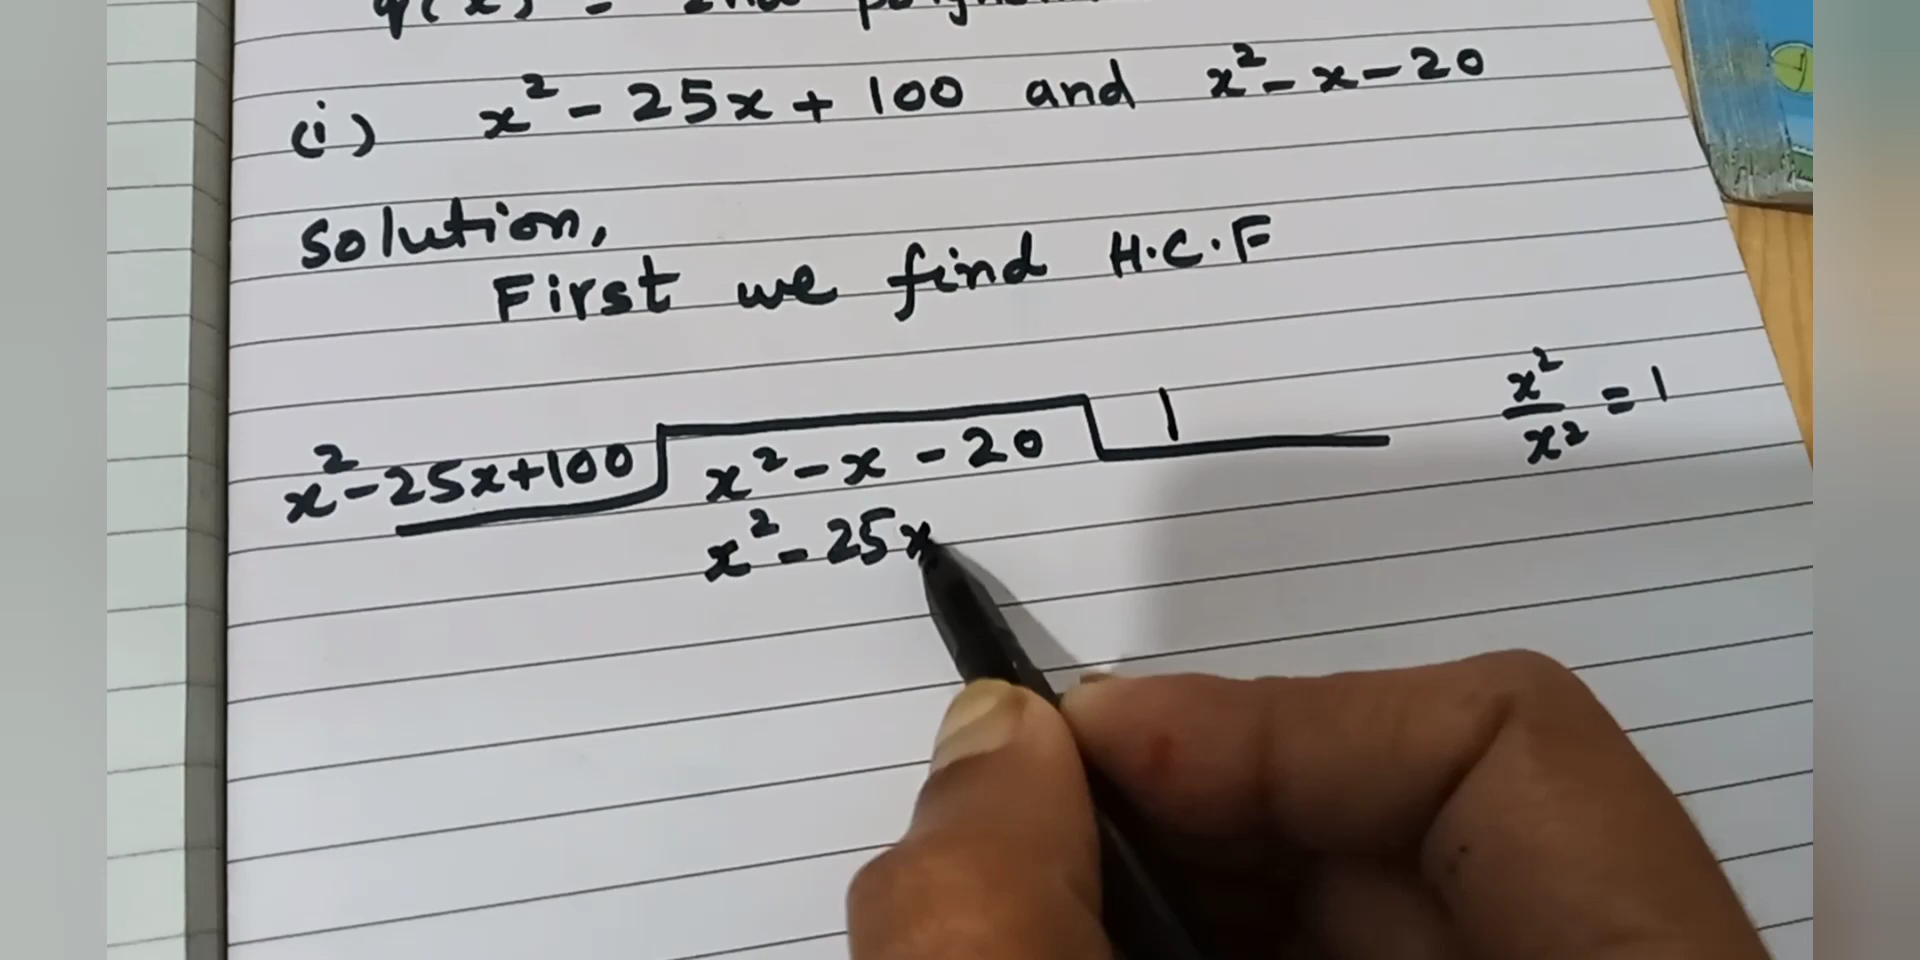 (i) x² - 25x + 100 and x² - x - 20
Solution,
First we find H.C.F
x² - 25x + 100 x² - x - 20 1 x²/x² = 1
x² - 25x